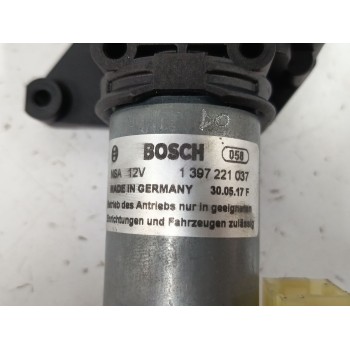 BOSCH 058
12V 1 397 221 037
MADE IN GERMANY 30.05.17 F
des Antriebs nur in geeigneten
Einrichtungen und Fahrzeugen zulässig